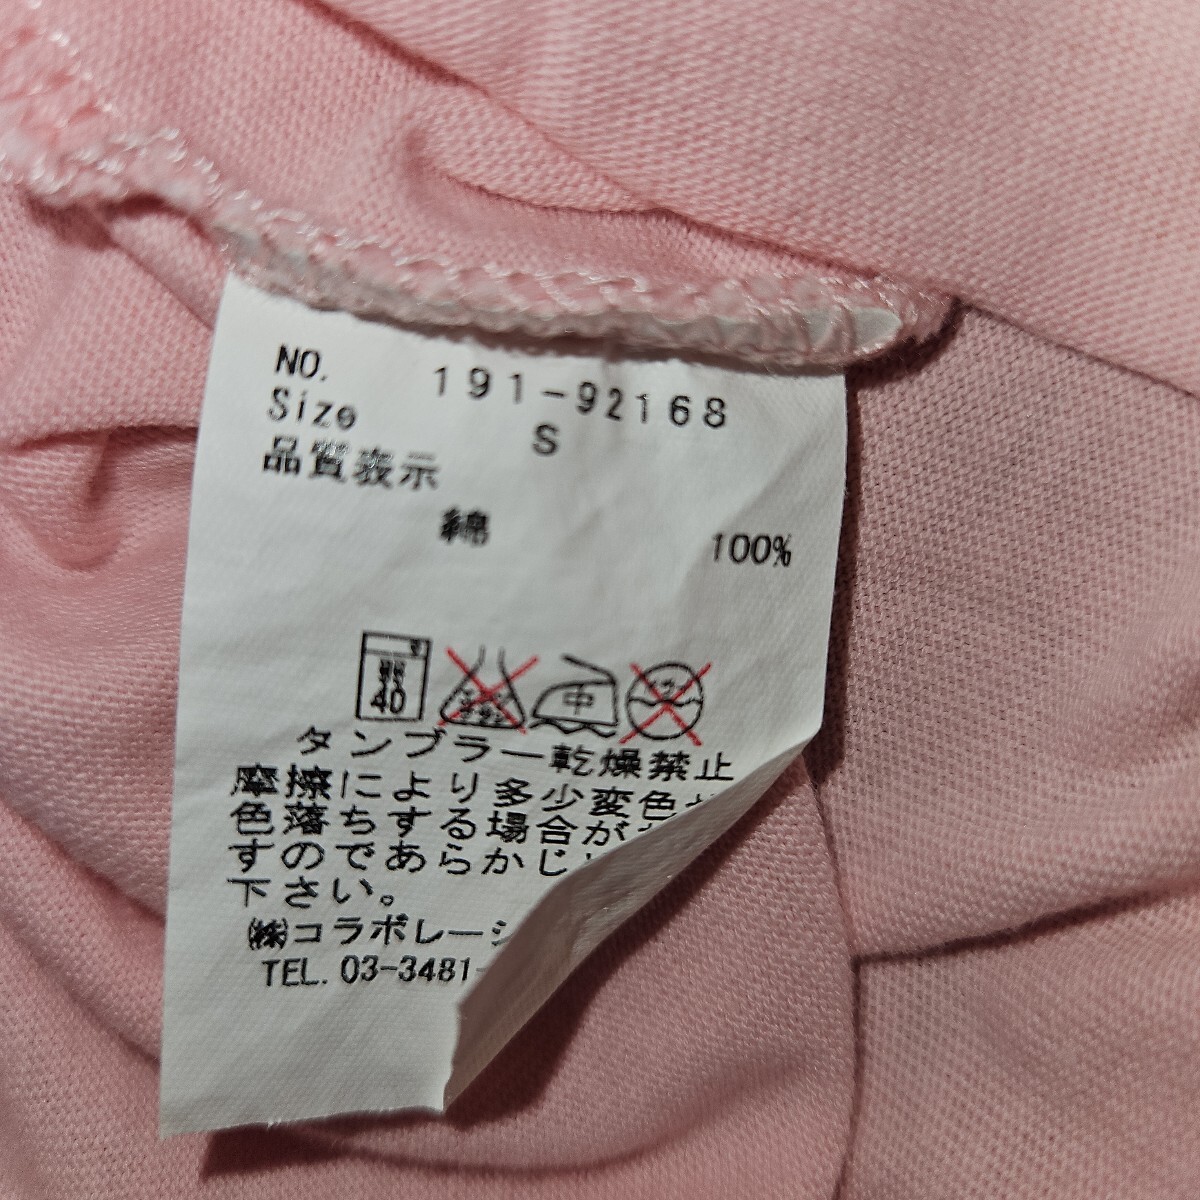 NO. 191-92168
Size S
品質表示
綿 100%
40 中
タンブラー乾燥禁止
摩擦により多少変色
色落ちする場合が
すのであらかじ
下さい。
㈱コラボレーシ
TEL. 03-3481-